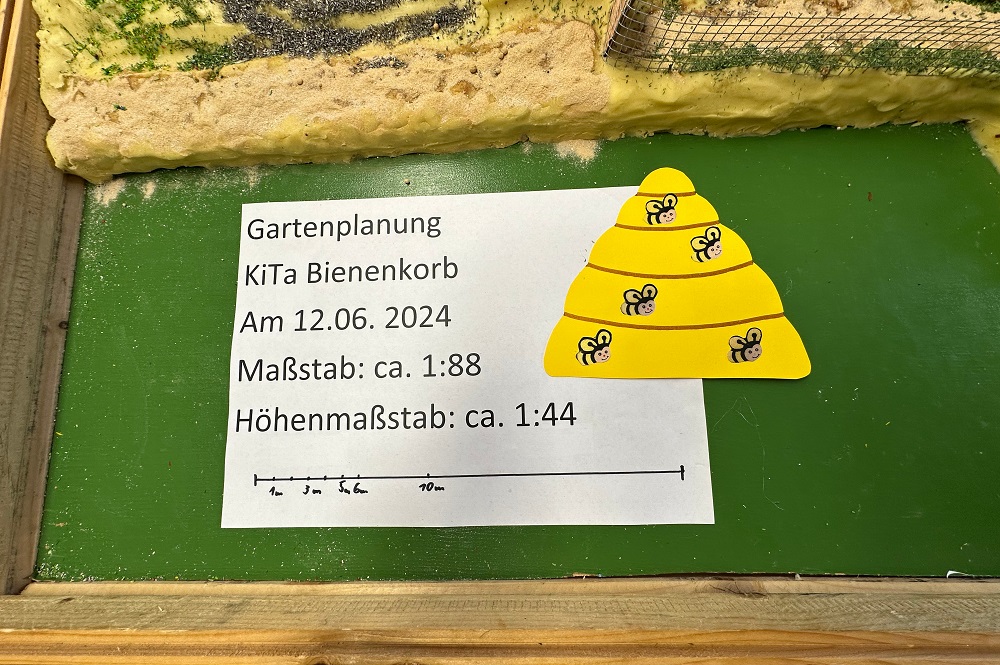 Gartenplanung
KiTa Bienenkorb
Am 12.06. 2024
Maßstab: ca. 1:88
Höhenmaßstab: ca. 1:44
1m 3m 5m 6m 10m